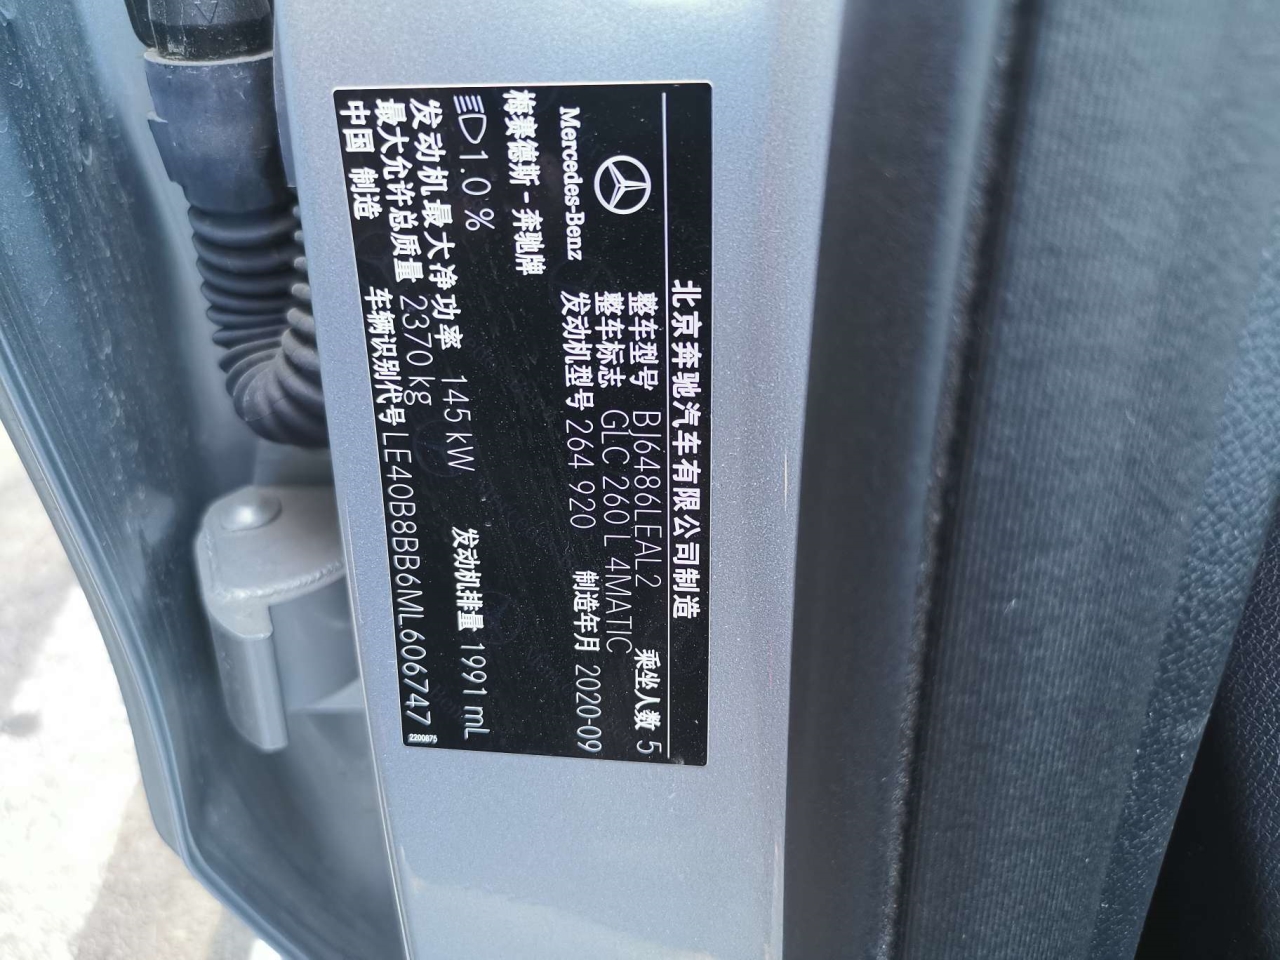 北京奔驰汽车有限公司制造
Mercedes-Benz
整车型号 BJ6486LEAL2 乘坐人数 5
整车标志 GLC 260 L 4MATIC
发动机型号 264 920 制造年月 2020-09
梅赛德斯-奔驰牌
1.0 %
发动机最大净功率 145 kW 发动机排量 1991 mL
最大允许总质量 2370 kg
中国 制造 车辆识别代号 LE40B8BB6ML606747
2200875